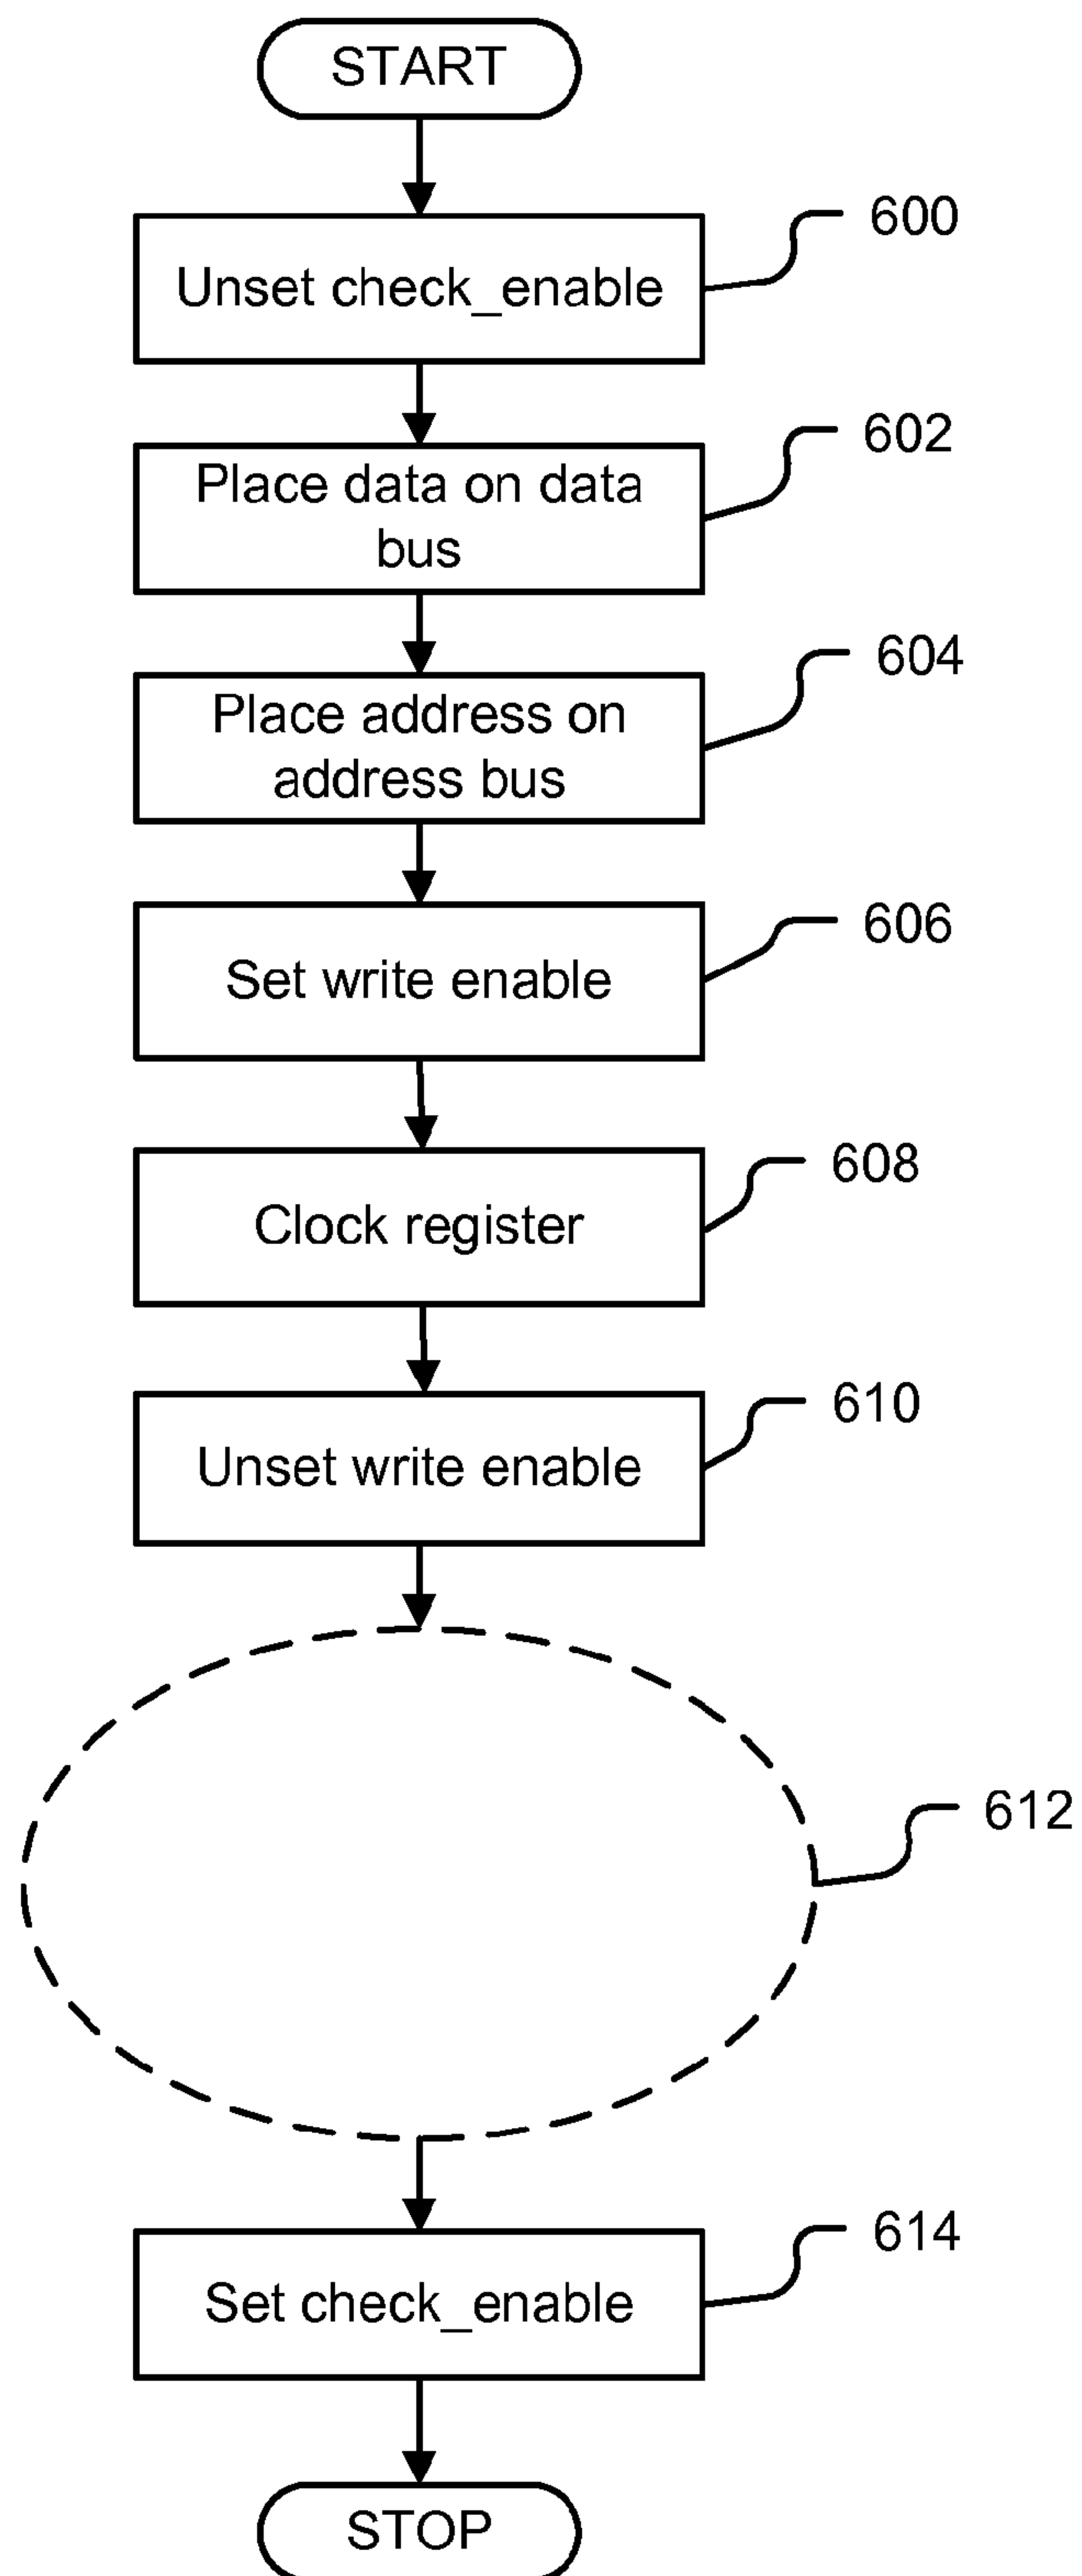 START
600
Unset check_enable
602
Place data on data
bus
604
Place address on
address bus
606
Set write enable
608
Clock register
610
Unset write enable
612
614
Set check_enable
STOP